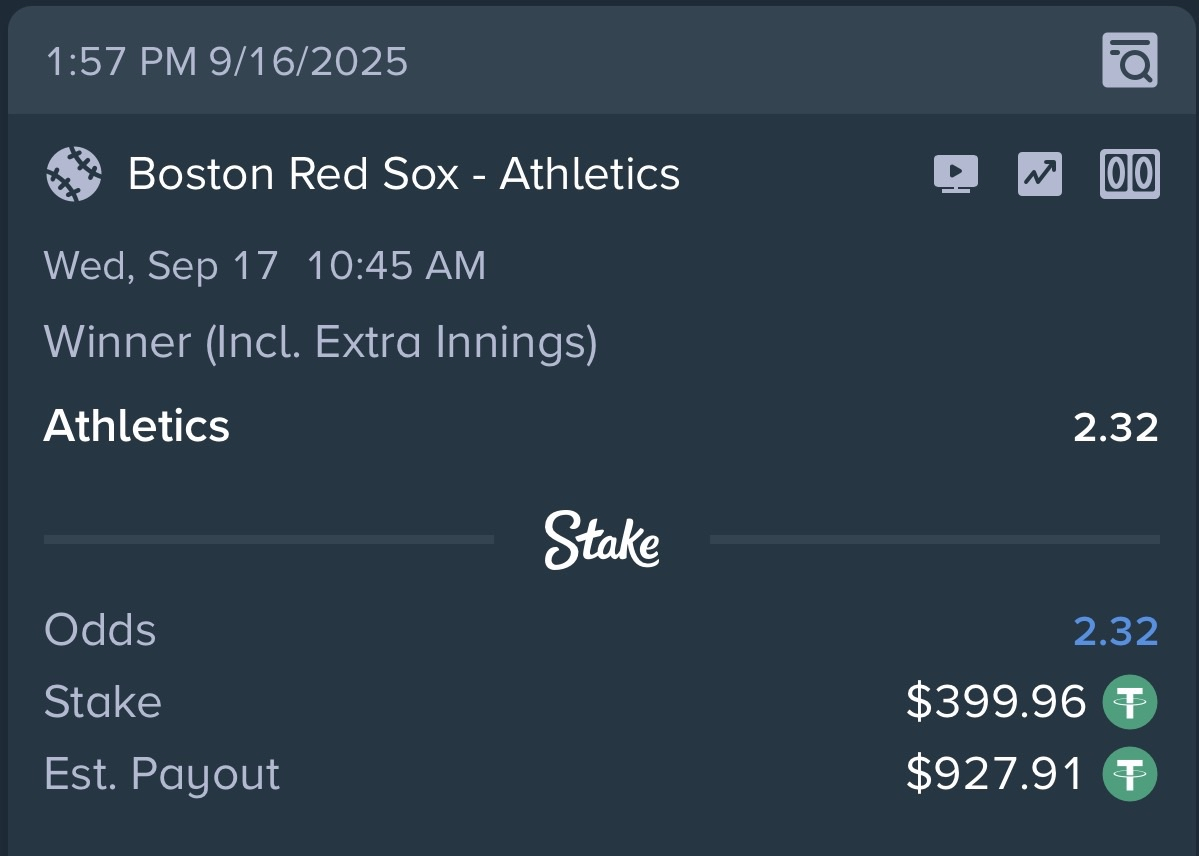 1:57 PM 9/16/2025
Boston Red Sox - Athletics
Wed, Sep 17 10:45 AM
Winner (Incl. Extra Innings)
Athletics 2.32
Stake
Odds 2.32
Stake $399.96
Est. Payout $927.91